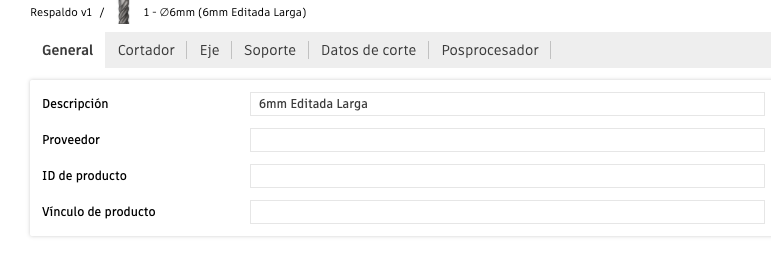 Respaldo v1 / 1 - ∅6mm (6mm Editada Larga)
General Cortador Eje Soporte Datos de corte Posprocesador
Descripción 6mm Editada Larga
Proveedor
ID de producto
Vínculo de producto